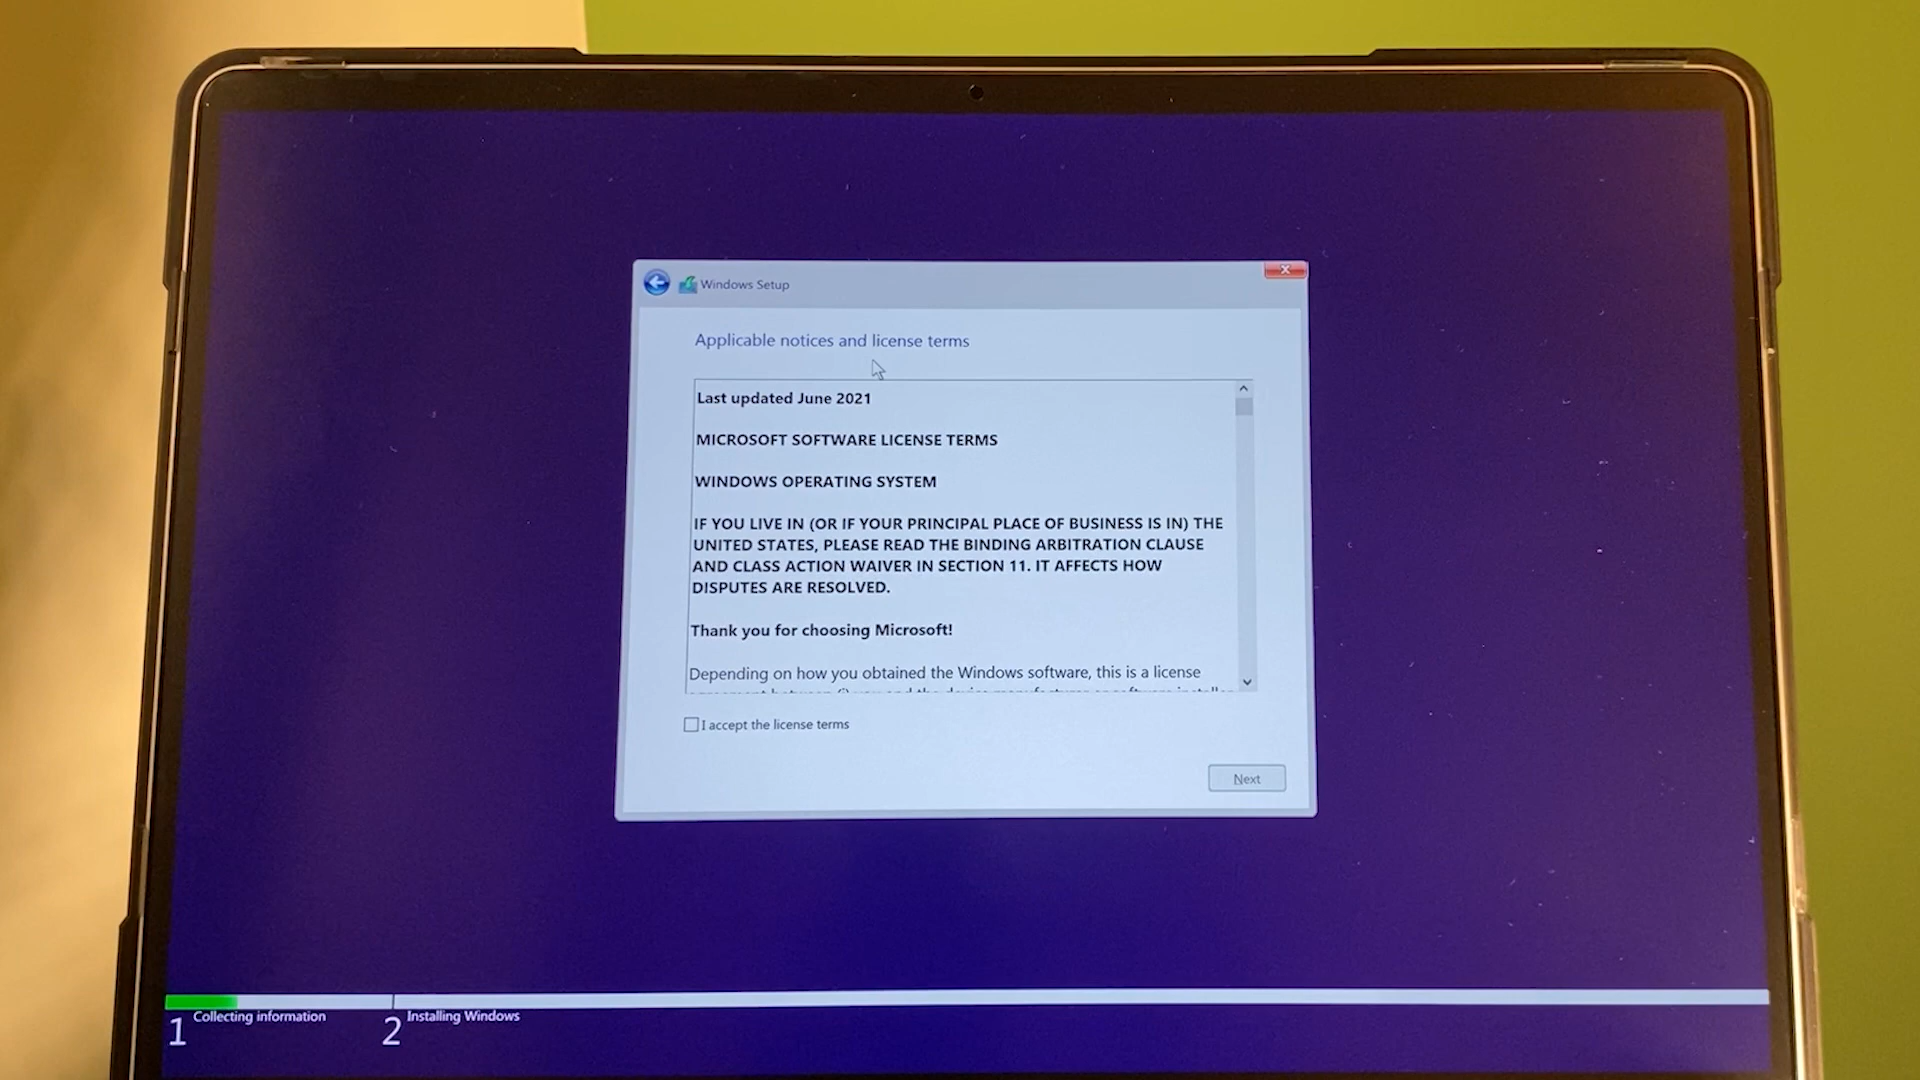 Windows Setup
Applicable notices and license terms
Last updated June 2021
MICROSOFT SOFTWARE LICENSE TERMS
WINDOWS OPERATING SYSTEM
IF YOU LIVE IN (OR IF YOUR PRINCIPAL PLACE OF BUSINESS IS IN) THE
UNITED STATES, PLEASE READ THE BINDING ARBITRATION CLAUSE
AND CLASS ACTION WAIVER IN SECTION 11. IT AFFECTS HOW
DISPUTES ARE RESOLVED.
Thank you for choosing Microsoft!
Depending on how you obtained the Windows software, this is a license
I accept the license terms
Next
1 Collecting information
2 Installing Windows